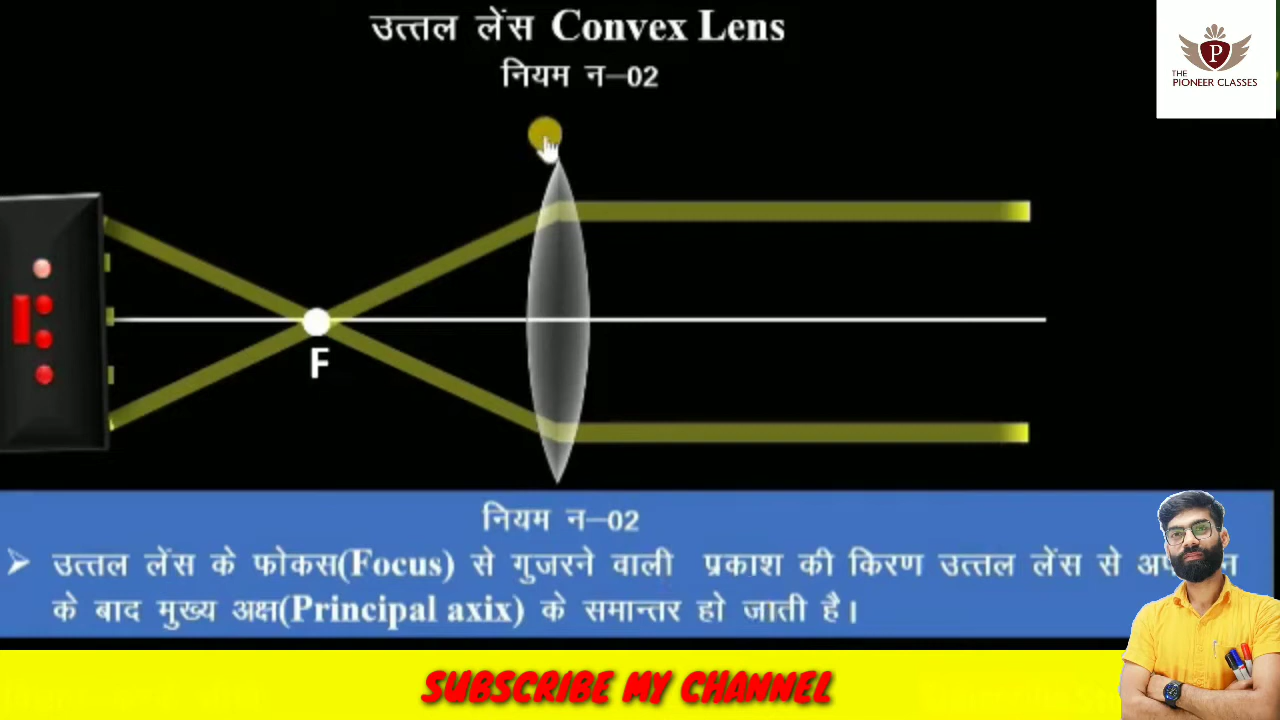 उत्तल लेंस Convex Lens
नियम न–02
P
THE
PIONEER CLASSES
F
नियम न–02
उत्तल लेंस के फोकस(Focus) से गुजरने वाली प्रकाश की किरण उत्तल लेंस से
के बाद मुख्य अक्ष(Principal axix) के समान्तर हो जाती है।
SUBSCRIBE MY CHANNEL